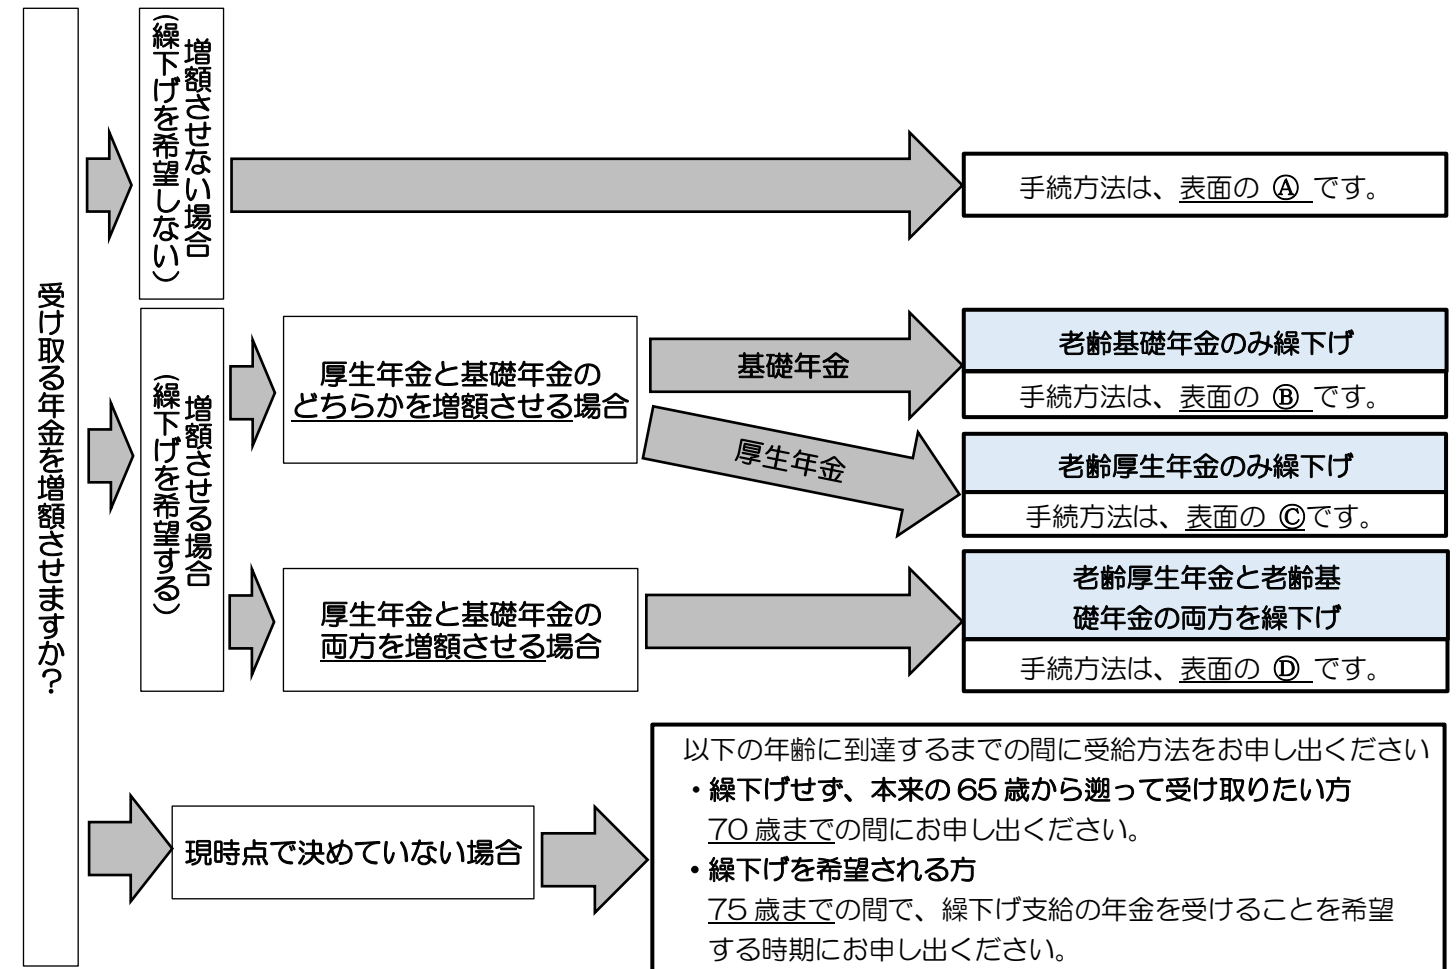 受け取る年金を増額させますか？
増額させない場合
（繰下げを希望しない）
手続方法は、表面の Ⓐ です。
増額させる場合
（繰下げを希望する）
厚生年金と基礎年金の
どちらかを増額させる場合
基礎年金
老齢基礎年金のみ繰下げ
手続方法は、表面の Ⓑ です。
厚生年金
老齢厚生年金のみ繰下げ
手続方法は、表面の Ⓒです。
厚生年金と基礎年金の
両方を増額させる場合
老齢厚生年金と老齢基
礎年金の両方を繰下げ
手続方法は、表面の Ⓓ です。
現時点で決めていない場合
以下の年齢に到達するまでの間に受給方法をお申し出ください
・繰下げせず、本来の65歳から遡って受け取りたい方
70歳までの間にお申し出ください。
・繰下げを希望される方
75歳までの間で、繰下げ支給の年金を受けることを希望
する時期にお申し出ください。